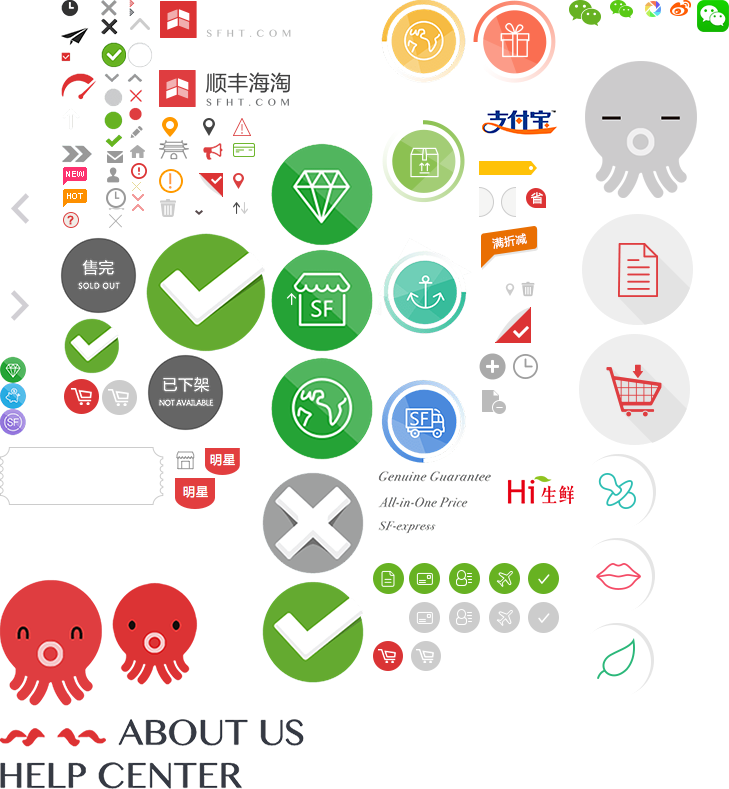 SFHT.COM
顺丰海淘
SFHT.COM
NEW
HOT
支付宝
省
满折减
售完
SOLD OUT
SF
已下架
NOT AVAILABLE
SF
SF
明星
明星
Genuine Guarantee
All-in-One Price
SF-express
Hi生鲜
ABOUT US
HELP CENTER